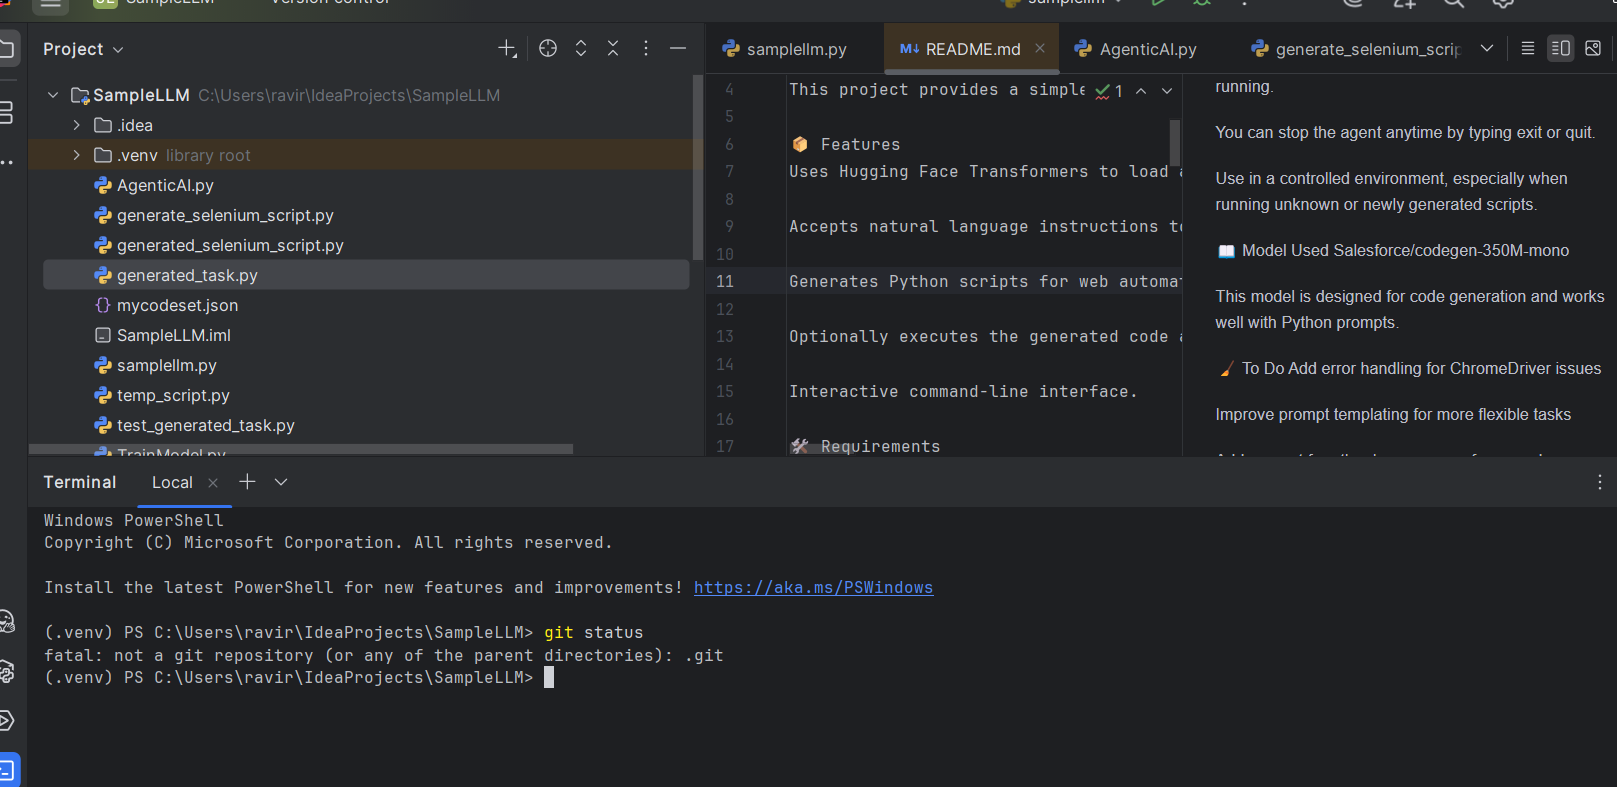 SampleLLM
Version control
samplellm
Project
samplellm.py
README.md
AgenticAI.py
generate_selenium_scrip
SampleLLM C:\Users\ravir\IdeaProjects\SampleLLM
.idea
.venv library root
AgenticAI.py
generate_selenium_script.py
generated_selenium_script.py
generated_task.py
mycodeset.json
SampleLLM.iml
samplellm.py
temp_script.py
test_generated_task.py
TrainModel.py
4 This project provides a simple
1
5
6 📦 Features
7 Uses Hugging Face Transformers to load
8
9 Accepts natural language instructions to
10
11 Generates Python scripts for web automa
12
13 Optionally executes the generated code
14
15 Interactive command-line interface.
16
17 🛠 Requirements
running.
You can stop the agent anytime by typing exit or quit.
Use in a controlled environment, especially when
running unknown or newly generated scripts.
📖 Model Used Salesforce/codegen-350M-mono
This model is designed for code generation and works
well with Python prompts.
🖌 To Do Add error handling for ChromeDriver issues
Improve prompt templating for more flexible tasks
Terminal
Local
Windows PowerShell
Copyright (C) Microsoft Corporation. All rights reserved.
Install the latest PowerShell for new features and improvements! https://aka.ms/PSWindows
(.venv) PS C:\Users\ravir\IdeaProjects\SampleLLM> git status
fatal: not a git repository (or any of the parent directories): .git
(.venv) PS C:\Users\ravir\IdeaProjects\SampleLLM>